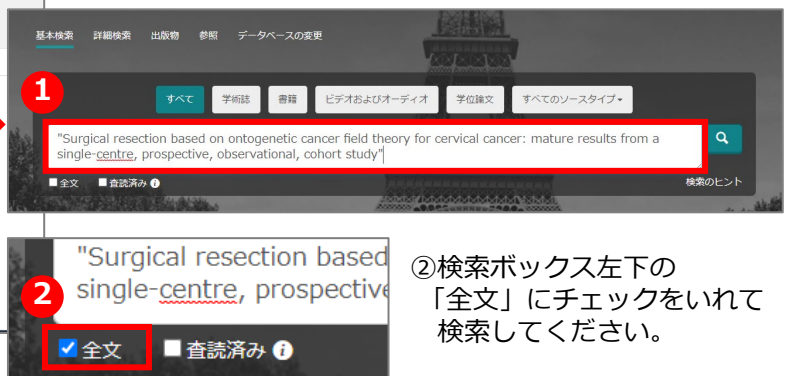 基本検索 詳細検索 出版物 参照 データベースの変更
1
すべて 学術誌 書籍 ビデオおよびオーディオ 学位論文 すべてのソースタイプ
"Surgical resection based on ontogenetic cancer field theory for cervical cancer: mature results from a
single-centre, prospective, observational, cohort study"
全文 査読済み
検索のヒント
"Surgical resection based
single-centre, prospective
2
全文 査読済み
②検索ボックス左下の
「全文」にチェックをいれて
検索してください。